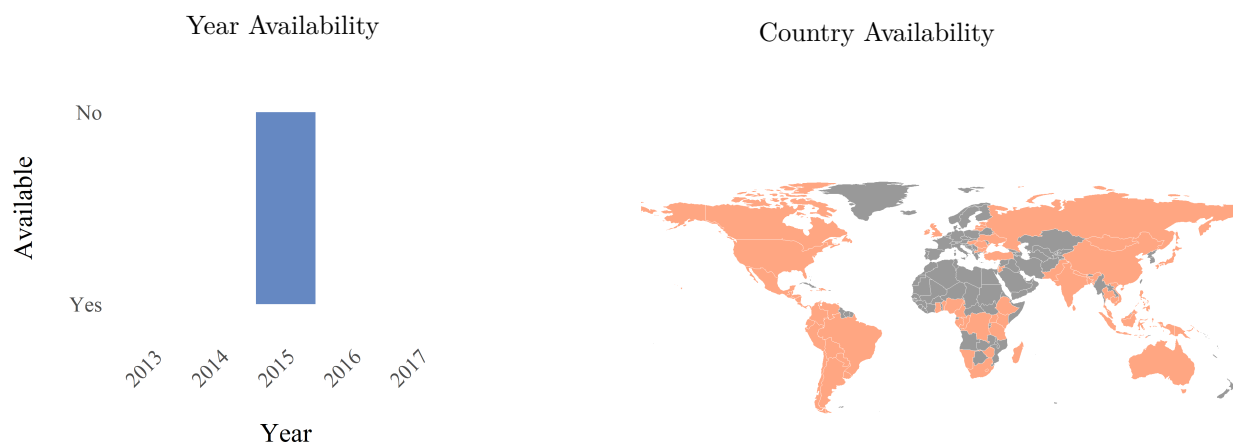 Year Availability
Available
No
Yes
2013
2014
2015
2016
2017
Year
Country Availability